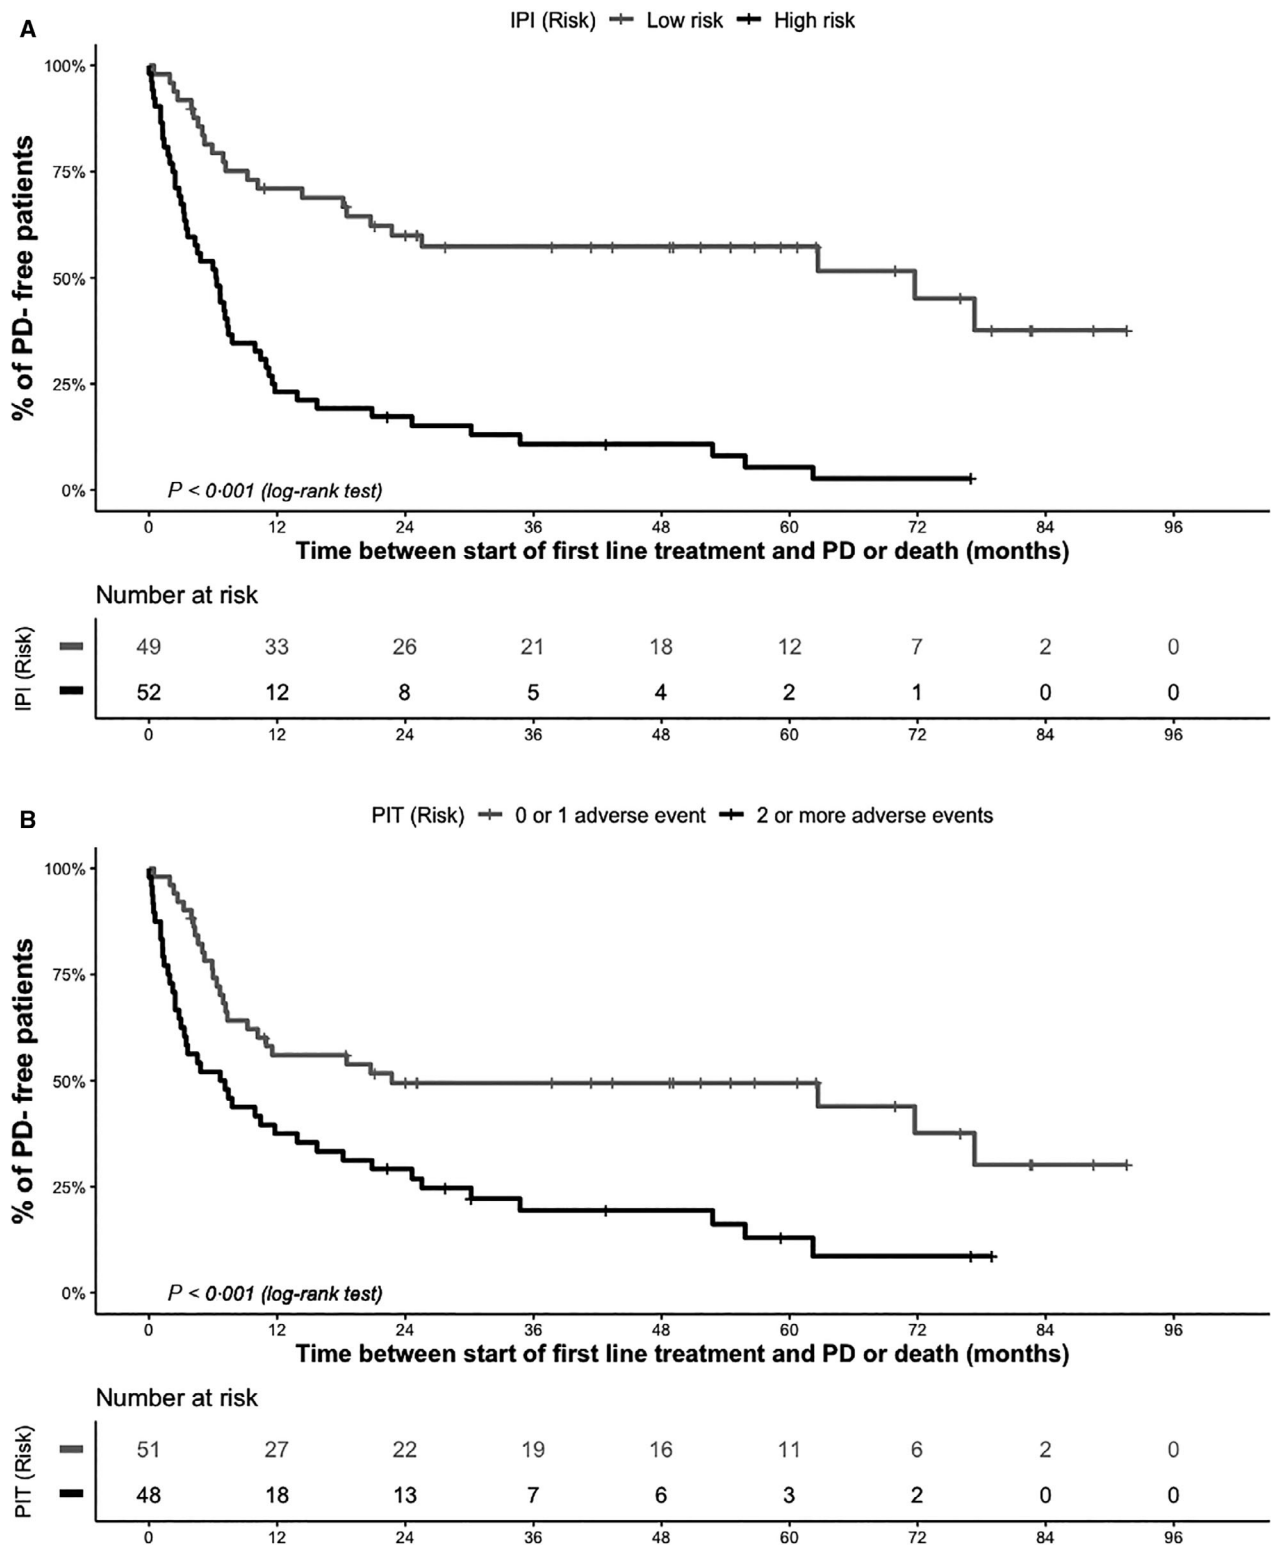 A
IPI (Risk) Low risk High risk
100%
75%
50%
25%
0%
% of PD- free patients
P < 0·001 (log-rank test)
0 12 24 36 48 60 72 84 96
Time between start of first line treatment and PD or death (months)
Number at risk
IPI (Risk)
49 33 26 21 18 12 7 2 0
52 12 8 5 4 2 1 0 0
0 12 24 36 48 60 72 84 96
B
PIT (Risk) 0 or 1 adverse event 2 or more adverse events
100%
75%
50%
25%
0%
% of PD- free patients
P < 0·001 (log-rank test)
0 12 24 36 48 60 72 84 96
Time between start of first line treatment and PD or death (months)
Number at risk
PIT (Risk)
51 27 22 19 16 11 6 2 0
48 18 13 7 6 3 2 0 0
0 12 24 36 48 60 72 84 96